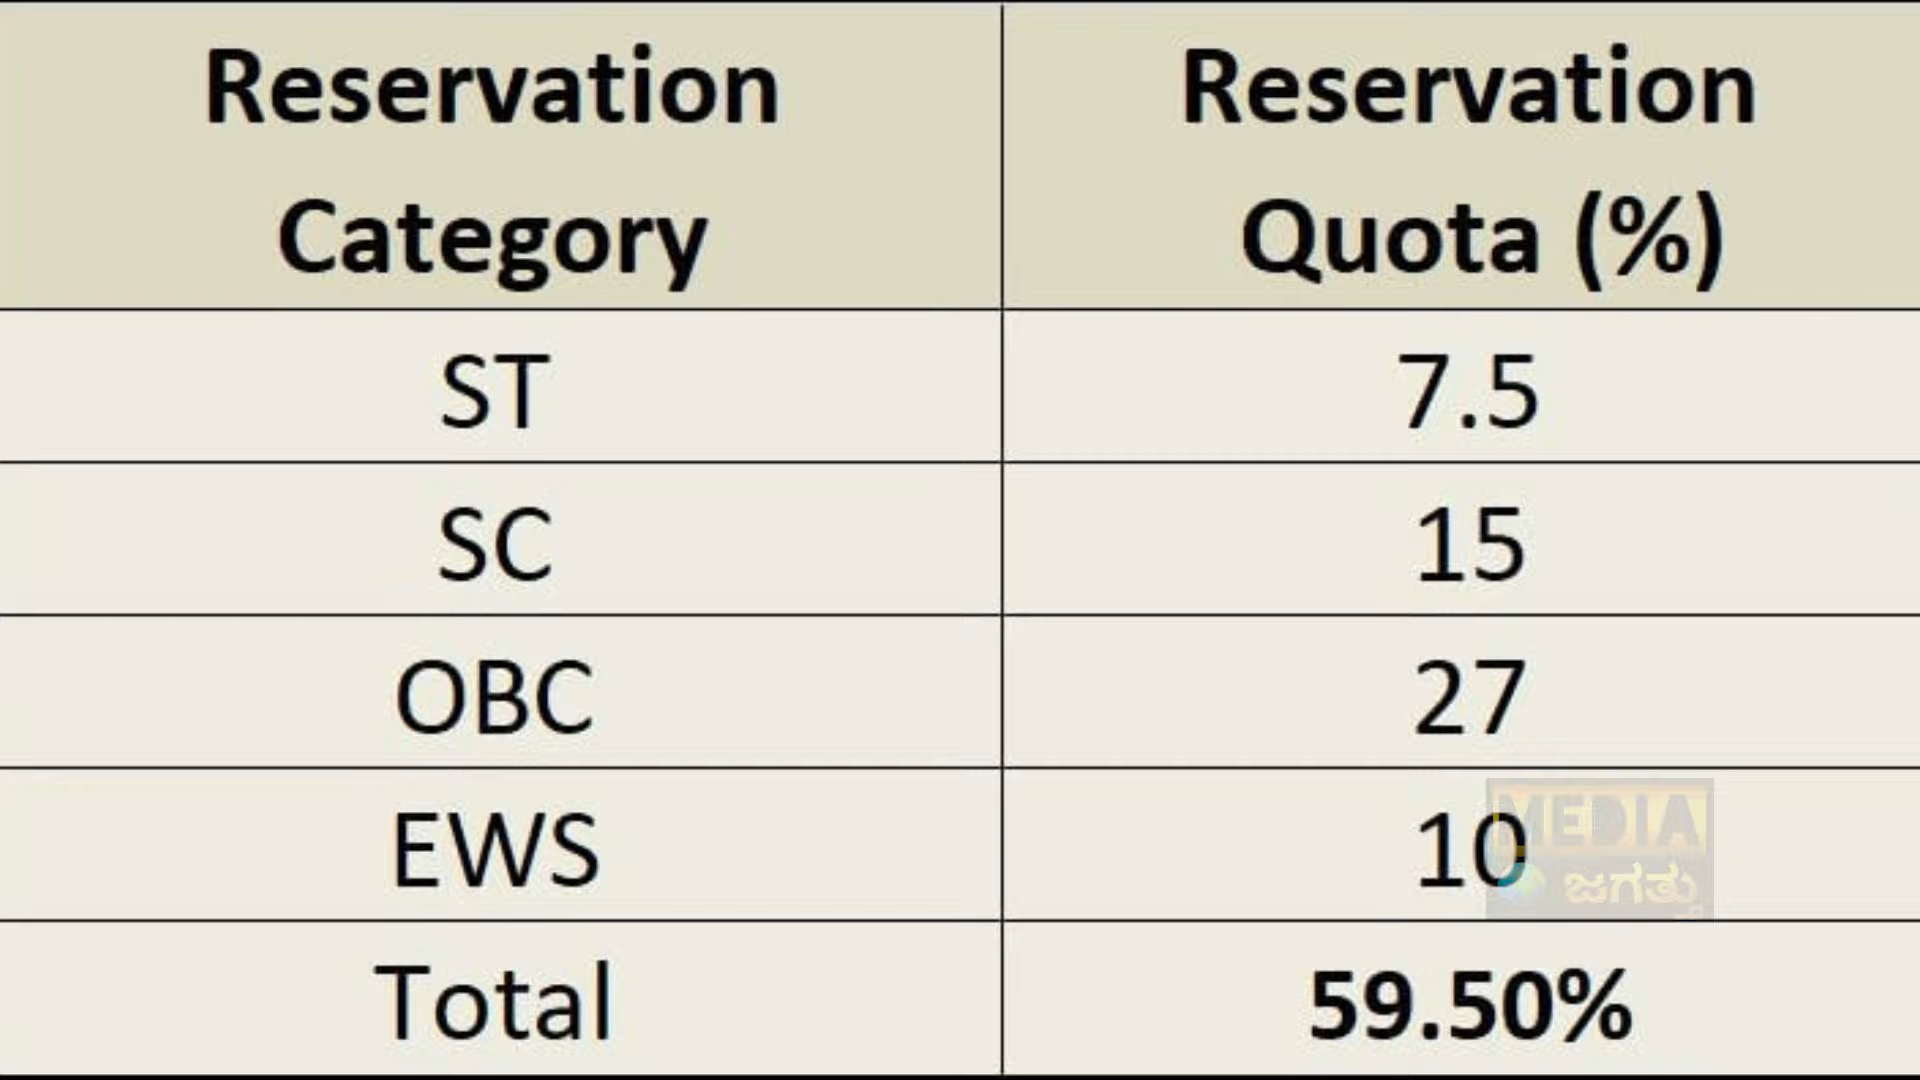 Reservation Category
Reservation Quota (%)
ST 7.5
SC 15
OBC 27
EWS 10
MEDIA
ಜಗತ್ತು
Total 59.50%